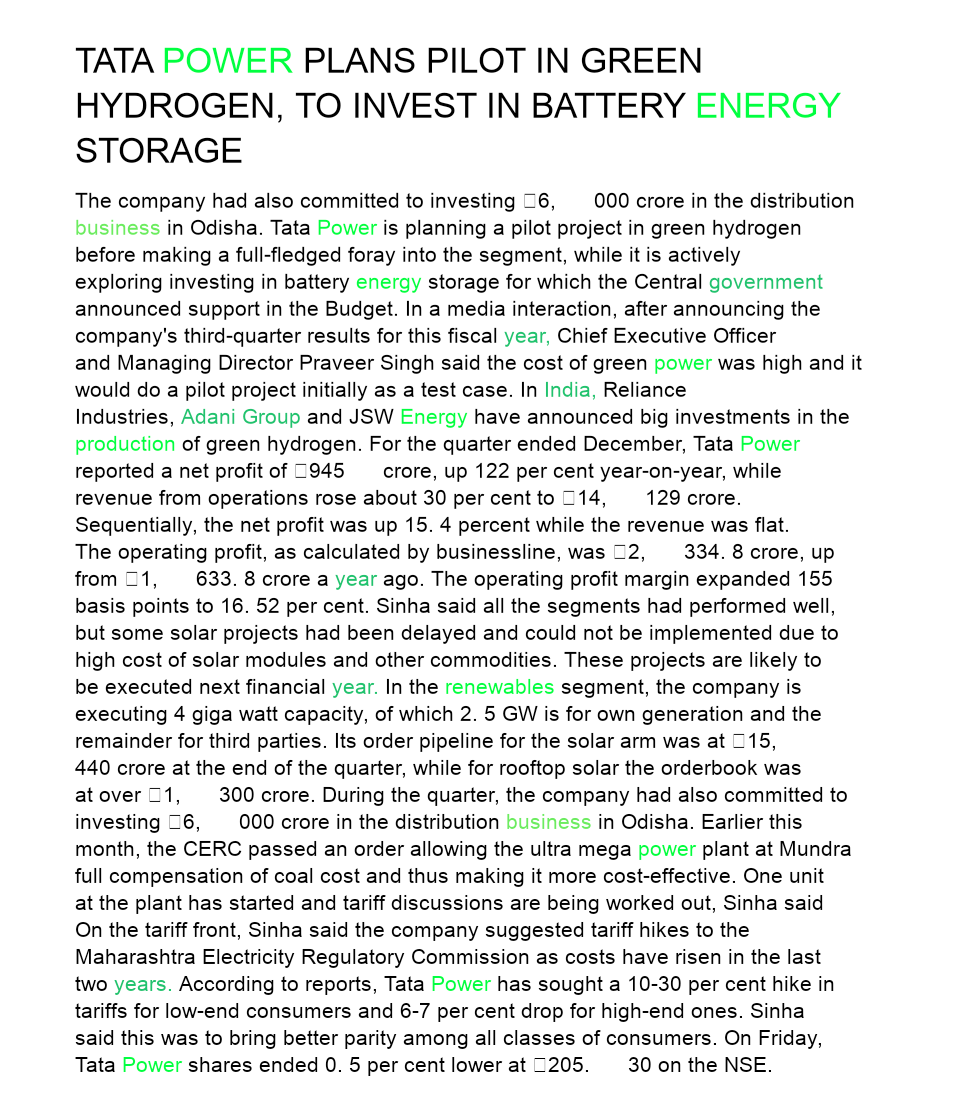 TATA POWER PLANS PILOT IN GREEN
HYDROGEN, TO INVEST IN BATTERY ENERGY
STORAGE
The company had also committed to investing □6, 000 crore in the distribution
business in Odisha. Tata Power is planning a pilot project in green hydrogen
before making a full-fledged foray into the segment, while it is actively
exploring investing in battery energy storage for which the Central government
announced support in the Budget. In a media interaction, after announcing the
company's third-quarter results for this fiscal year, Chief Executive Officer
and Managing Director Praveer Singh said the cost of green power was high and it
would do a pilot project initially as a test case. In India, Reliance
Industries, Adani Group and JSW Energy have announced big investments in the
production of green hydrogen. For the quarter ended December, Tata Power
reported a net profit of □945 crore, up 122 per cent year-on-year, while
revenue from operations rose about 30 per cent to □14, 129 crore.
Sequentially, the net profit was up 15. 4 percent while the revenue was flat.
The operating profit, as calculated by businessline, was □2, 334. 8 crore, up
from □1, 633. 8 crore a year ago. The operating profit margin expanded 155
basis points to 16. 52 per cent. Sinha said all the segments had performed well,
but some solar projects had been delayed and could not be implemented due to
high cost of solar modules and other commodities. These projects are likely to
be executed next financial year. In the renewables segment, the company is
executing 4 giga watt capacity, of which 2. 5 GW is for own generation and the
remainder for third parties. Its order pipeline for the solar arm was at □15,
440 crore at the end of the quarter, while for rooftop solar the orderbook was
at over □1, 300 crore. During the quarter, the company had also committed to
investing □6, 000 crore in the distribution business in Odisha. Earlier this
month, the CERC passed an order allowing the ultra mega power plant at Mundra
full compensation of coal cost and thus making it more cost-effective. One unit
at the plant has started and tariff discussions are being worked out, Sinha said
On the tariff front, Sinha said the company suggested tariff hikes to the
Maharashtra Electricity Regulatory Commission as costs have risen in the last
two years. According to reports, Tata Power has sought a 10-30 per cent hike in
tariffs for low-end consumers and 6-7 per cent drop for high-end ones. Sinha
said this was to bring better parity among all classes of consumers. On Friday,
Tata Power shares ended 0. 5 per cent lower at □205. 30 on the NSE.